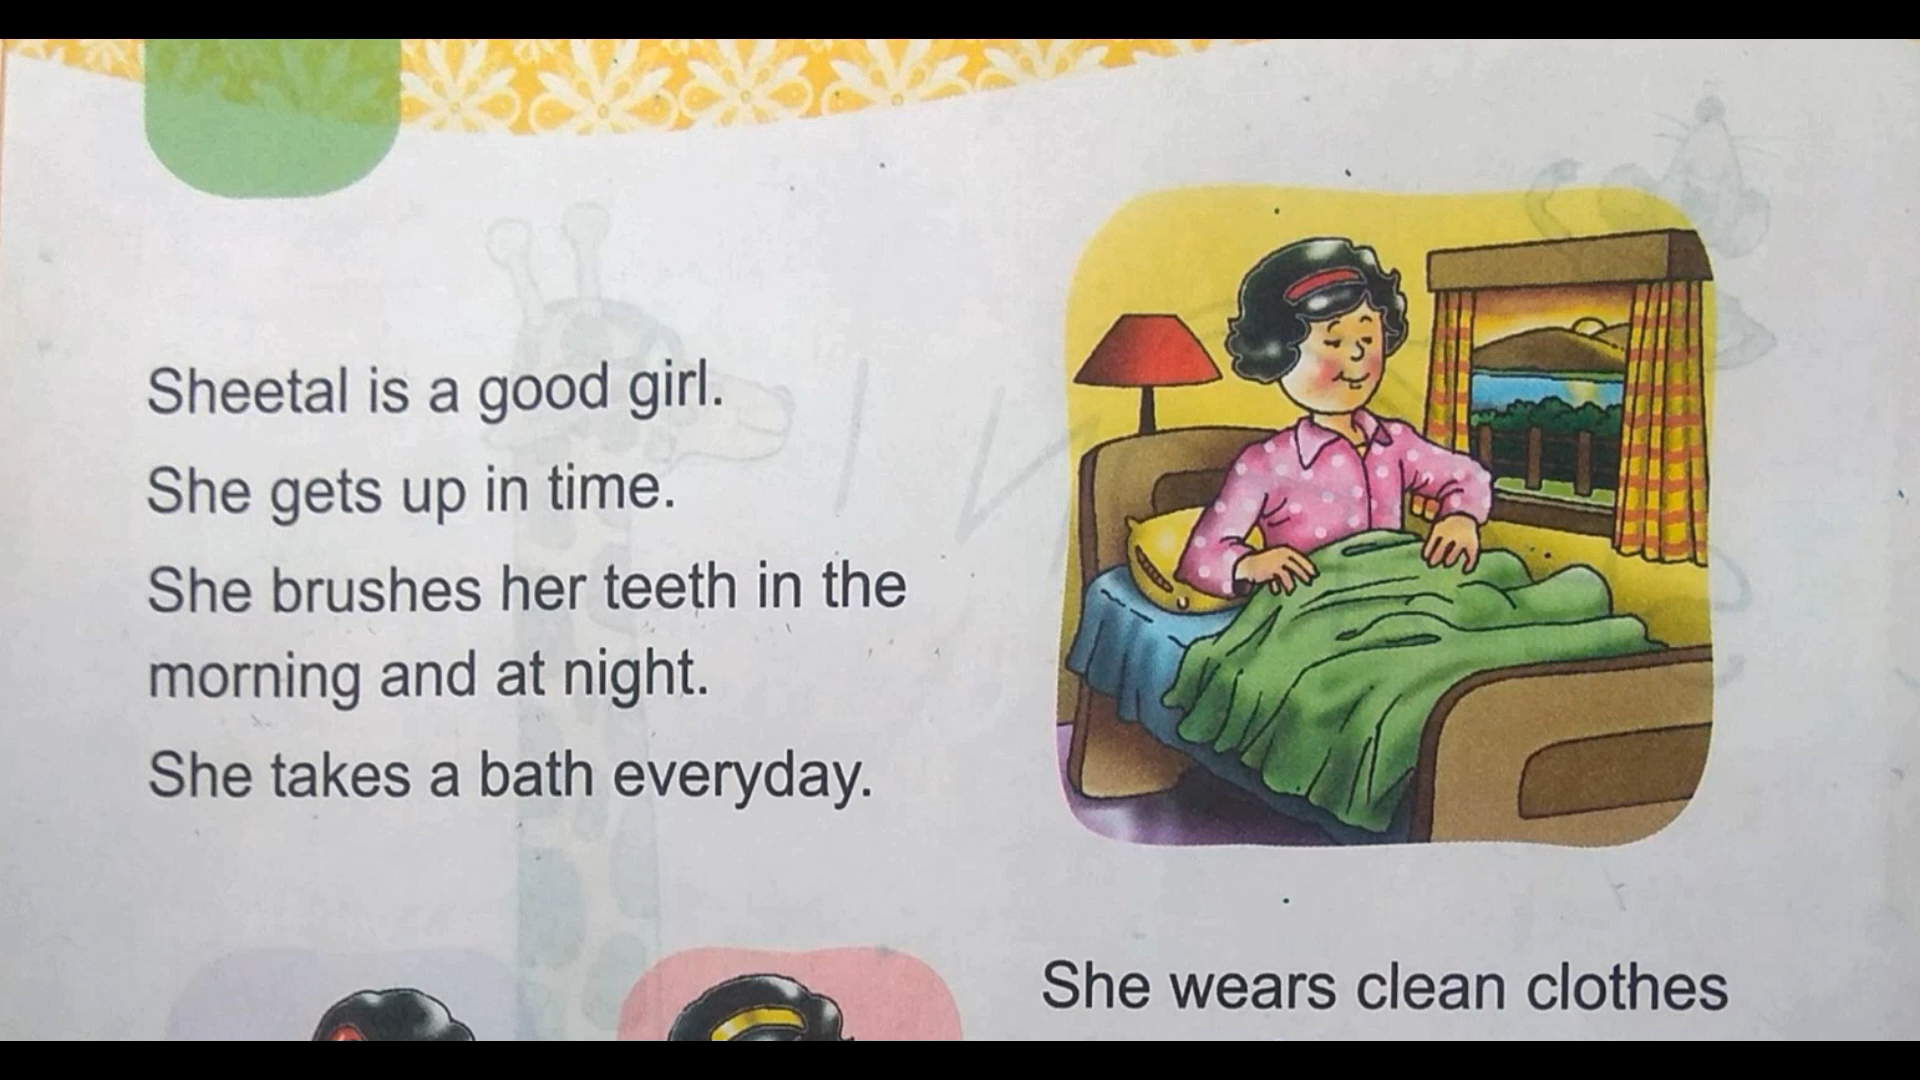 Sheetal is a good girl.
She gets up in time.
She brushes her teeth in the
morning and at night.
She takes a bath everyday.
She wears clean clothes